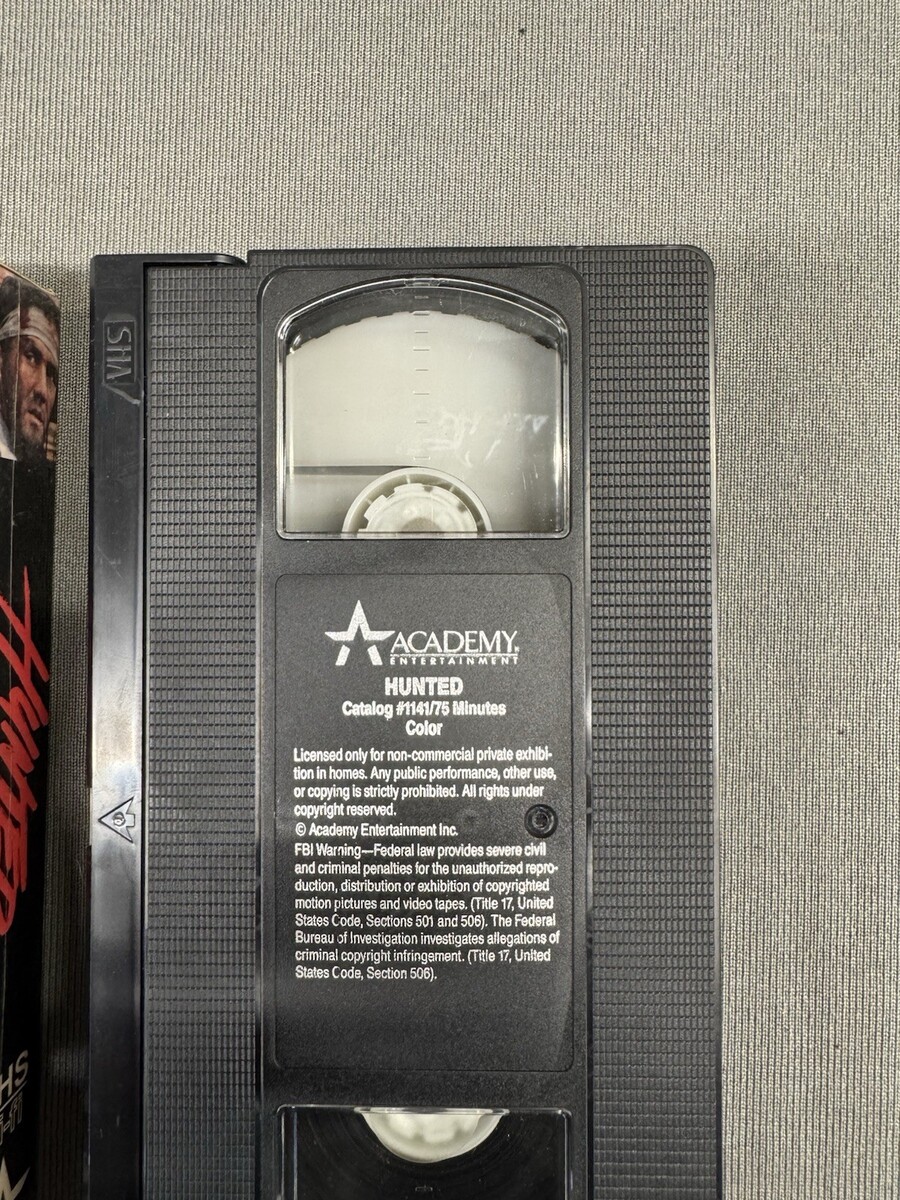 VHS
ACADEMY®
ENTERTAINMENT
HUNTED
Catalog #1141/75 Minutes
Color
Licensed only for non-commercial private exhibi-
tion in homes. Any public performance, other use,
or copying is strictly prohibited. All rights under
copyright reserved.
© Academy Entertainment Inc.
FBI Warning—Federal law provides severe civil
and criminal penalties for the unauthorized repro-
duction, distribution or exhibition of copyrighted
motion pictures and video tapes. (Title 17, United
States Code, Sections 501 and 506). The Federal
Bureau of Investigation investigates allegations of
criminal copyright infringement. (Title 17, United
States Code, Section 506).
HUNTED
HS